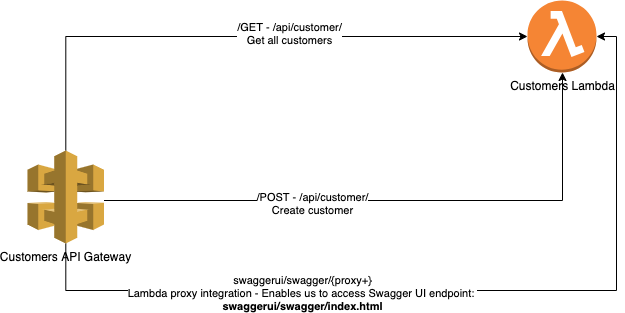 /GET - /api/customer/
Get all customers
Customers Lambda
/POST - /api/customer/
Create customer
Customers API Gateway
swaggerui/swagger/{proxy+}
Lambda proxy integration - Enables us to access Swagger UI endpoint:
swaggerui/swagger/index.html